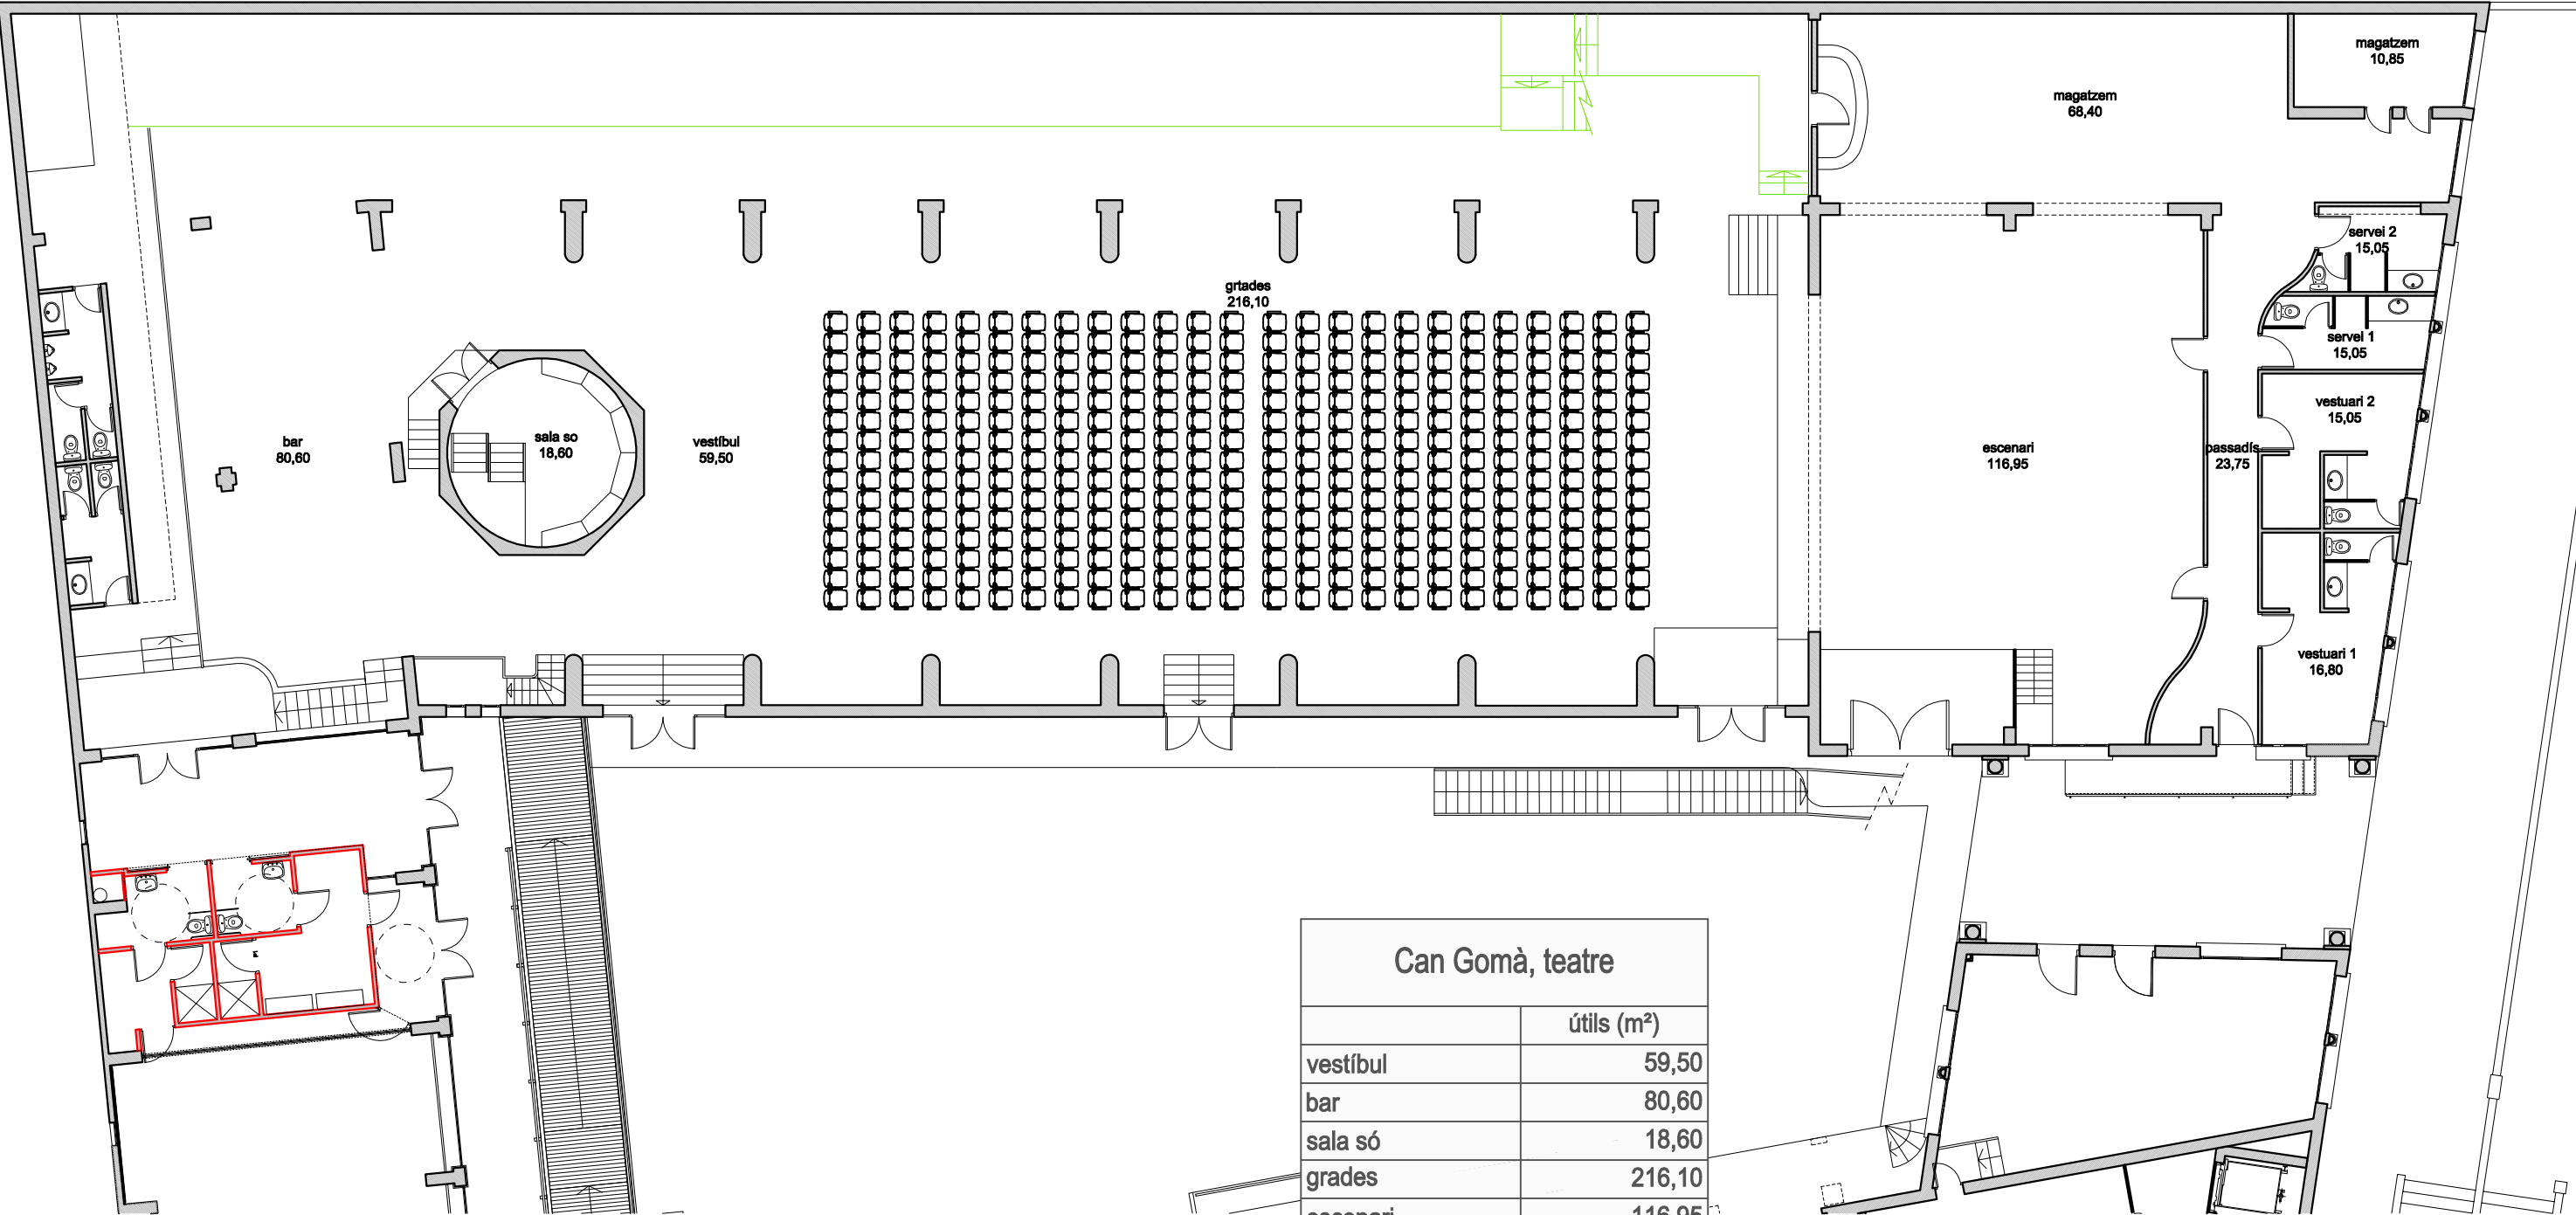 magatzem
10,85
magatzem
68,40
servei 2
15,05
grtades
216,10
servei 1
15,05
vestuari 2
15,05
bar
80,60
sala so
18,60
vestíbul
59,50
escenari
116,95
passadís
23,75
vestuari 1
16,80
Can Gomà, teatre
útils (m²)
vestíbul 59,50
bar 80,60
sala só 18,60
grades 216,10
escenari 116,95